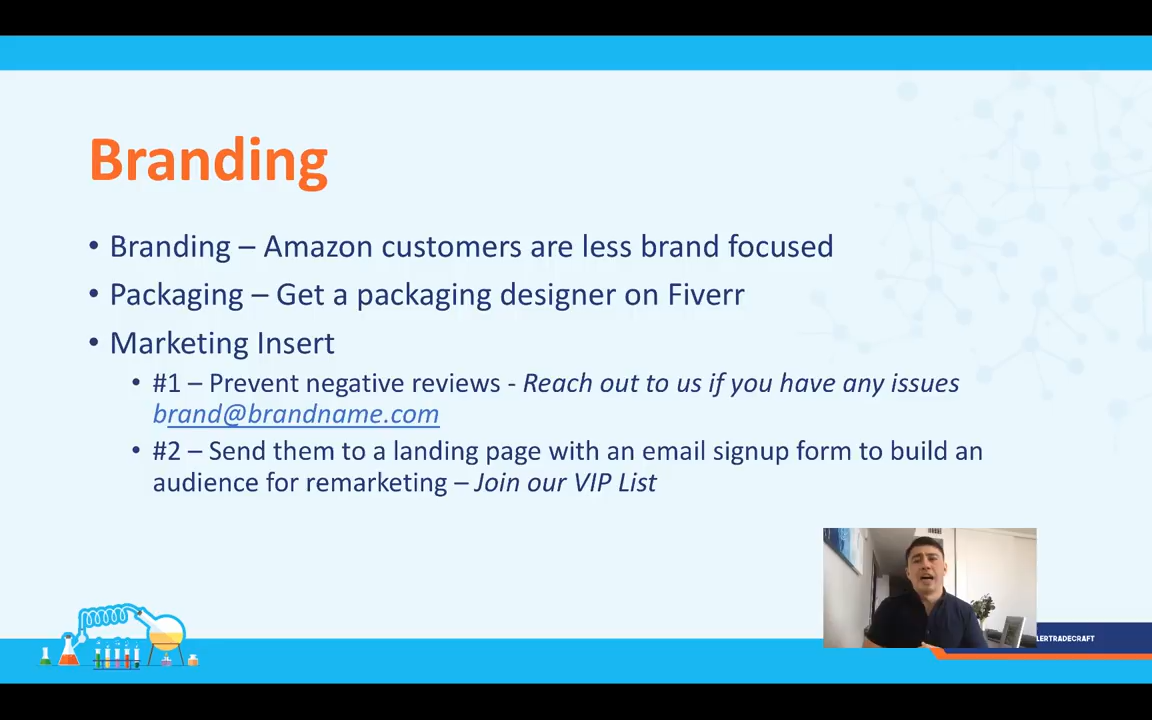 Branding
• Branding – Amazon customers are less brand focused
• Packaging – Get a packaging designer on Fiverr
• Marketing Insert
• #1 – Prevent negative reviews - Reach out to us if you have any issues
brand@brandname.com
• #2 – Send them to a landing page with an email signup form to build an
audience for remarketing – Join our VIP List
LERTRADECRAFT